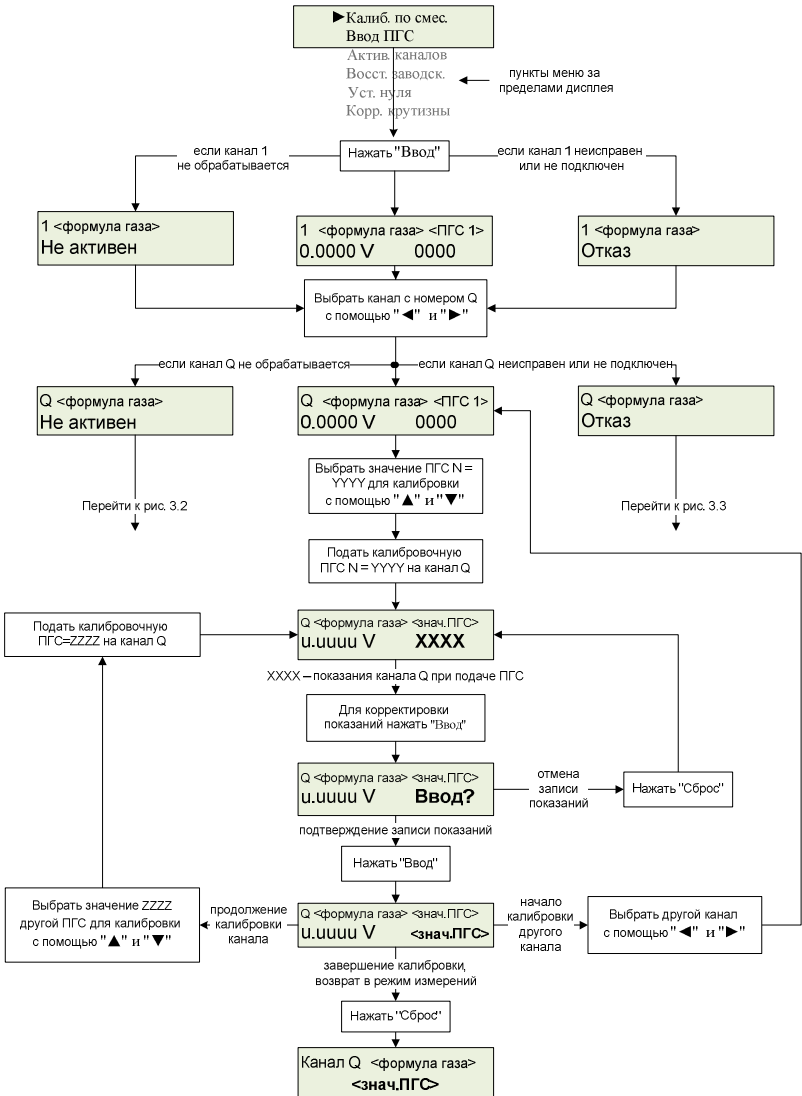 ►Калиб. по смес.
Ввод ПГС
Актив. каналов
Восст. заводск.
Уст. нуля
Корр. крутизны
пункты меню за
пределами дисплея
Нажать "Ввод"
если канал 1
не обрабатывается
если канал 1 неисправен
или не подключен
1 <формула газа>
Не активен
1 <формула газа> <ПГС 1>
0.0000 V 0000
1 <формула газа>
Отказ
Выбрать канал с номером Q
с помощью "◄" и "►"
если канал Q не обрабатывается
если канал Q неисправен или не подключен
Q <формула газа>
Не активен
Q <формула газа> <ПГС 1>
0.0000 V 0000
Q <формула газа>
Отказ
Выбрать значение ПГС N =
YYYY для калибровки
с помощью "▲" и "▼"
Перейти к рис. 3.2
Перейти к рис. 3.3
Подать калибровочную
ПГС N = YYYY на канал Q
Подать калибровочную
ПГС=ZZZZ на канал Q
Q <формула газа> <знач.ПГС>
u.uuuu V XXXX
XXXX – показания канала Q при подаче ПГС
Для корректировки
показаний нажать "Ввод"
Q <формула газа> <знач.ПГС>
u.uuuu V Ввод?
отмена
записи
показаний
Нажать "Сброс"
подтверждение записи показаний
Нажать "Ввод"
Выбрать значение ZZZZ
другой ПГС для калибровки
с помощью "▲" и "▼"
продолжение
калибровки
канала
Q <формула газа> <знач.ПГС>
u.uuuu V <знач.ПГС>
начало
калибровки
другого
канала
Выбрать другой канал
с помощью "◄" и "►"
завершение калибровки,
возврат в режим измерений
Нажать "Сброс"
Канал Q <формула газа>
<знач.ПГС>